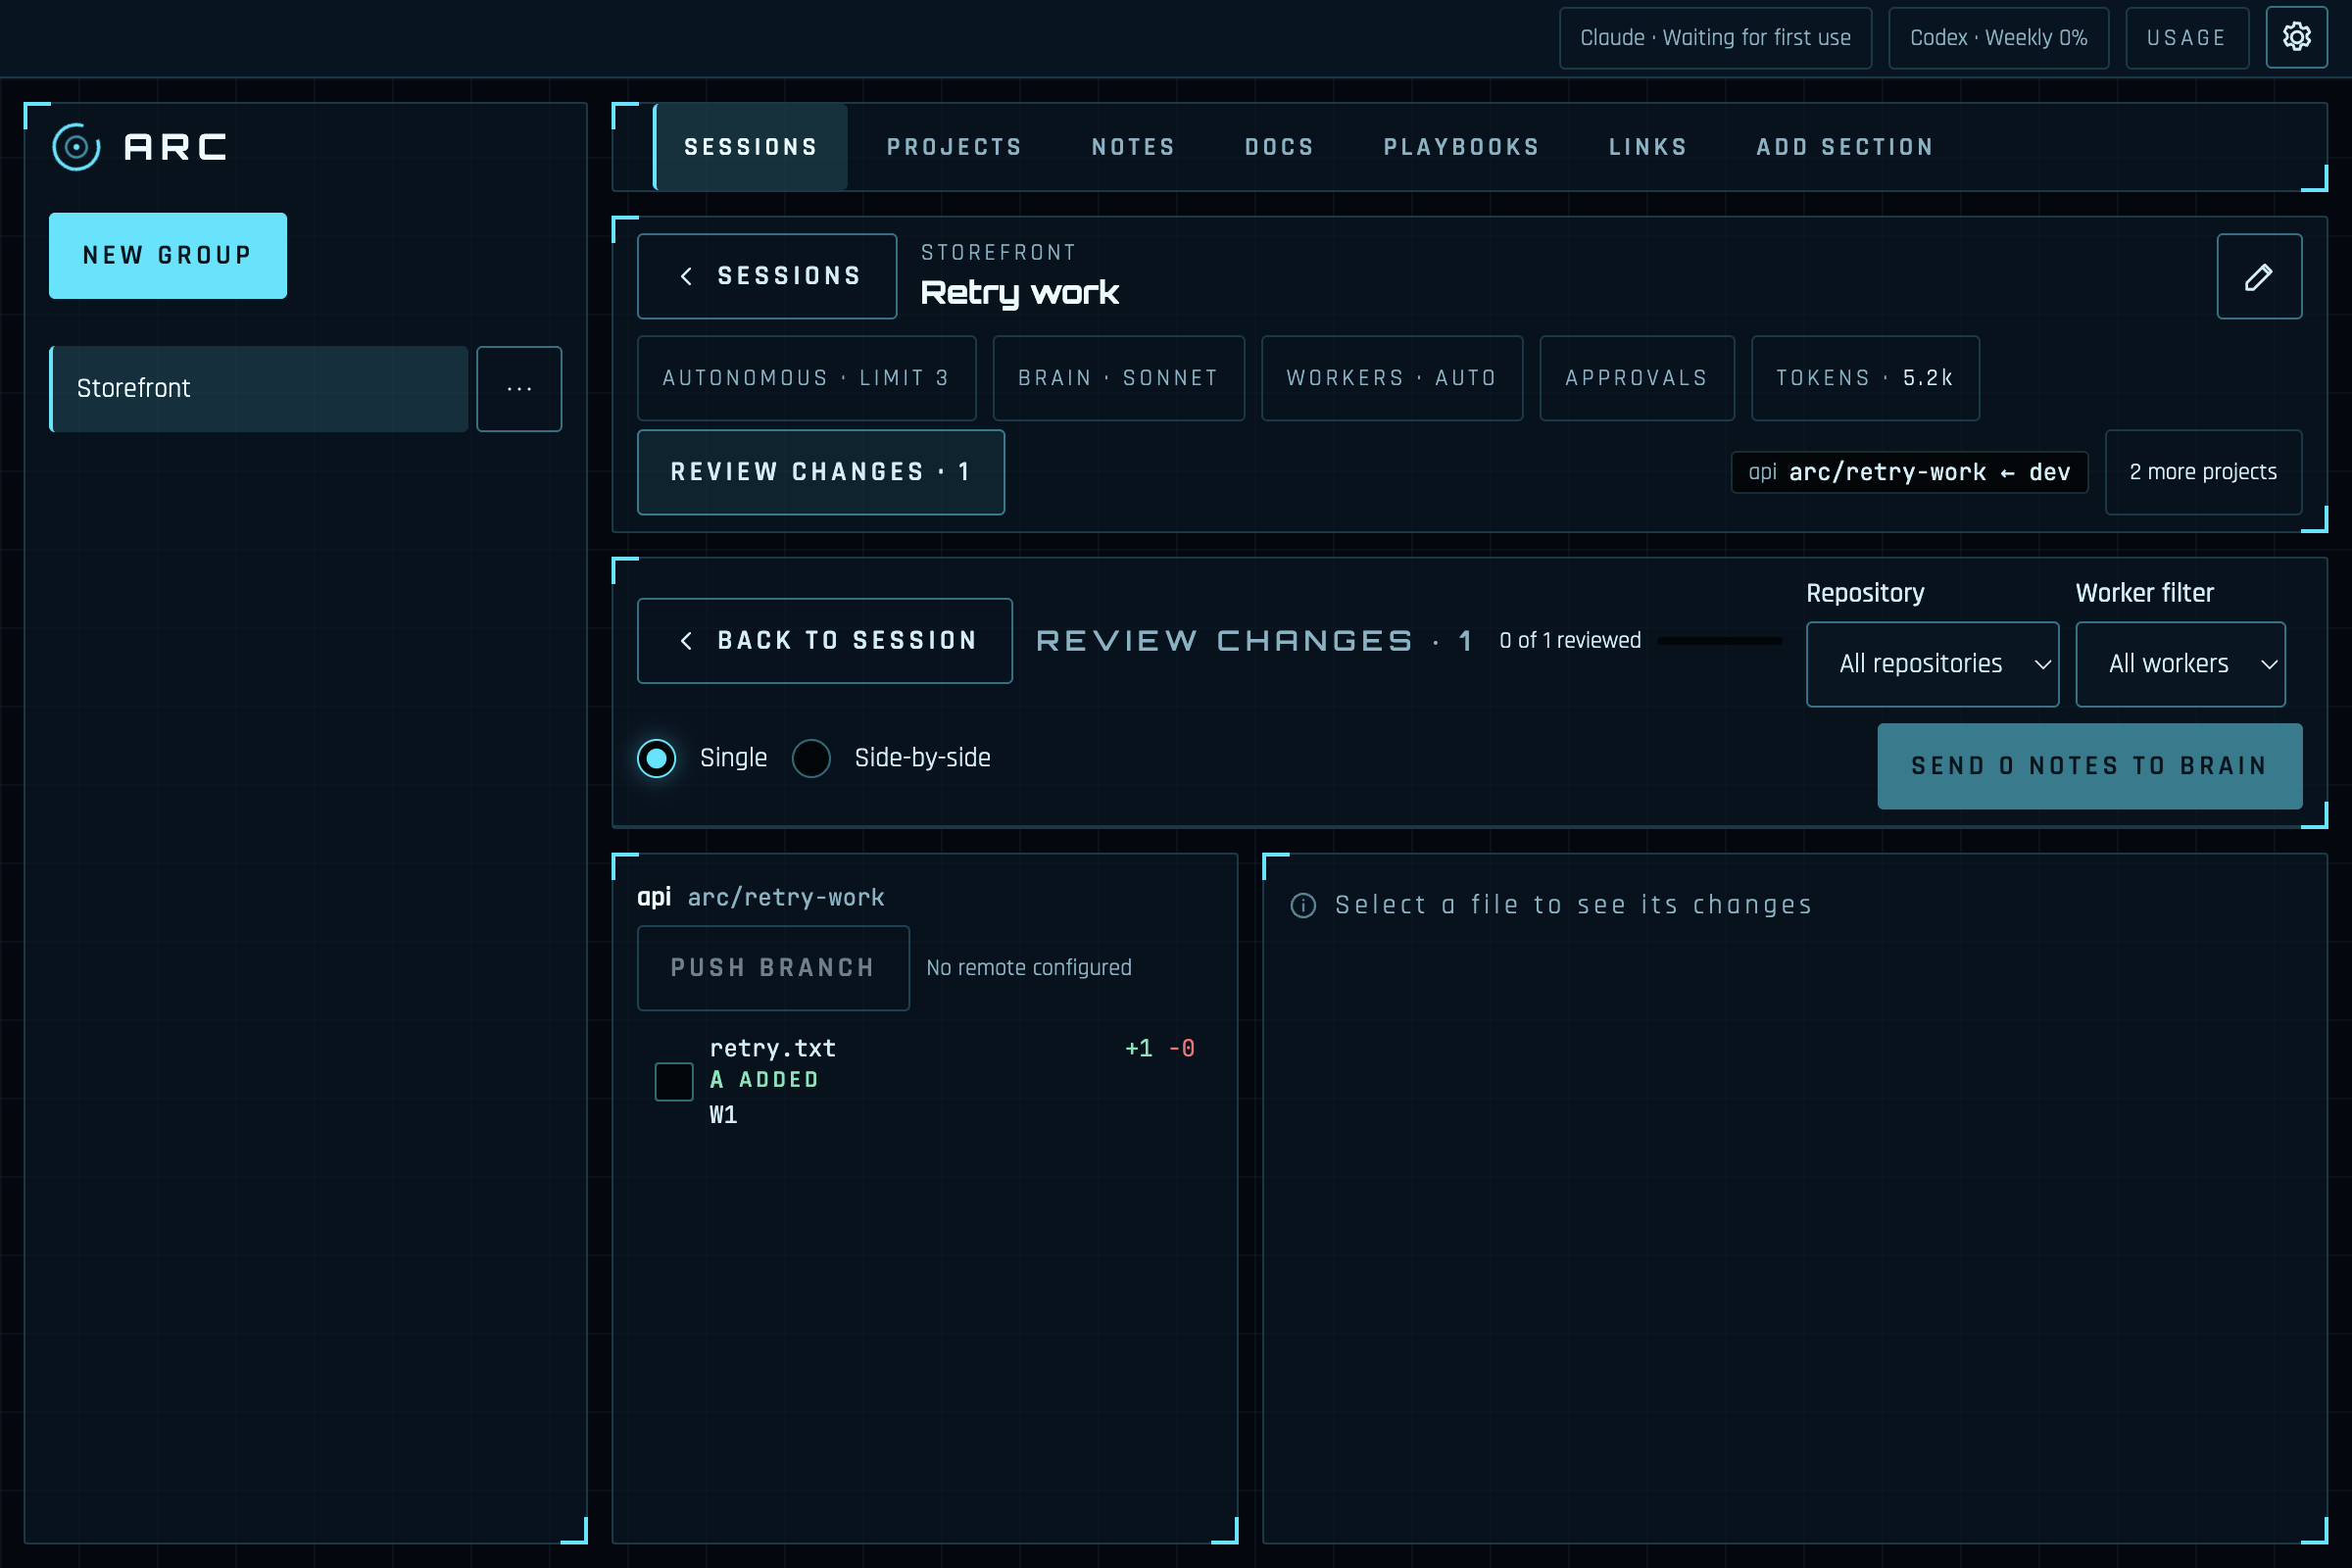 Claude · Waiting for first use
Codex · Weekly 0%
USAGE
ARC
NEW GROUP
Storefront
···
SESSIONS
PROJECTS
NOTES
DOCS
PLAYBOOKS
LINKS
ADD SECTION
SESSIONS
STOREFRONT
Retry work
AUTONOMOUS · LIMIT 3
BRAIN · SONNET
WORKERS · AUTO
APPROVALS
TOKENS · 5.2k
REVIEW CHANGES · 1
api arc/retry-work ← dev
2 more projects
BACK TO SESSION
REVIEW CHANGES · 1
0 of 1 reviewed
Repository
All repositories
Worker filter
All workers
Single
Side-by-side
SEND 0 NOTES TO BRAIN
api arc/retry-work
PUSH BRANCH
No remote configured
retry.txt +1 -0
A ADDED
W1
Select a file to see its changes